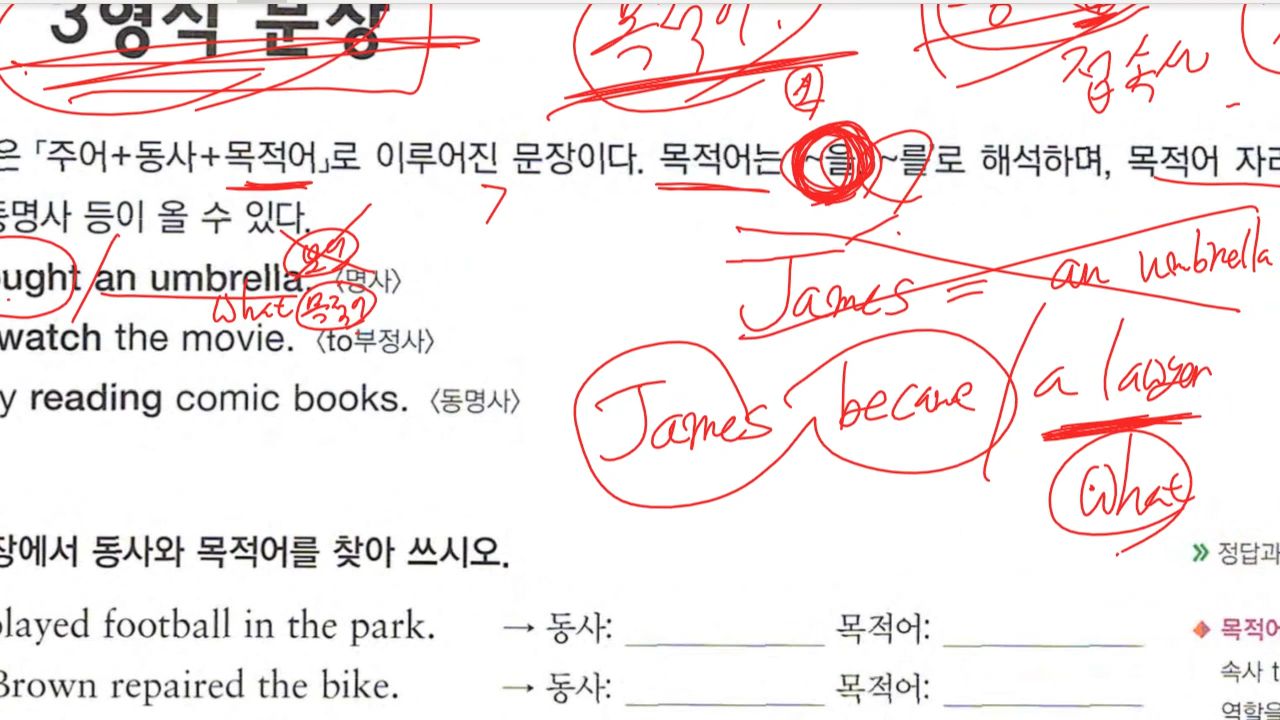 3형식 문장
목적어.
접속사
은 「주어+동사+목적어」로 이루어진 문장이다. 목적어는 ~을, ~를로 해석하며, 목적어 자리
동명사 등이 올 수 있다.
ought an umbrella. 〈명사〉
What 목적어
James = an umbrella
watch the movie. 〈to부정사〉
James became / a lawyer
y reading comic books. 〈동명사〉
What
장에서 동사와 목적어를 찾아 쓰시오.
정답과
played football in the park. → 동사: 목적어:
목적어
Brown repaired the bike. → 동사: 목적어:
속사 t
역할을